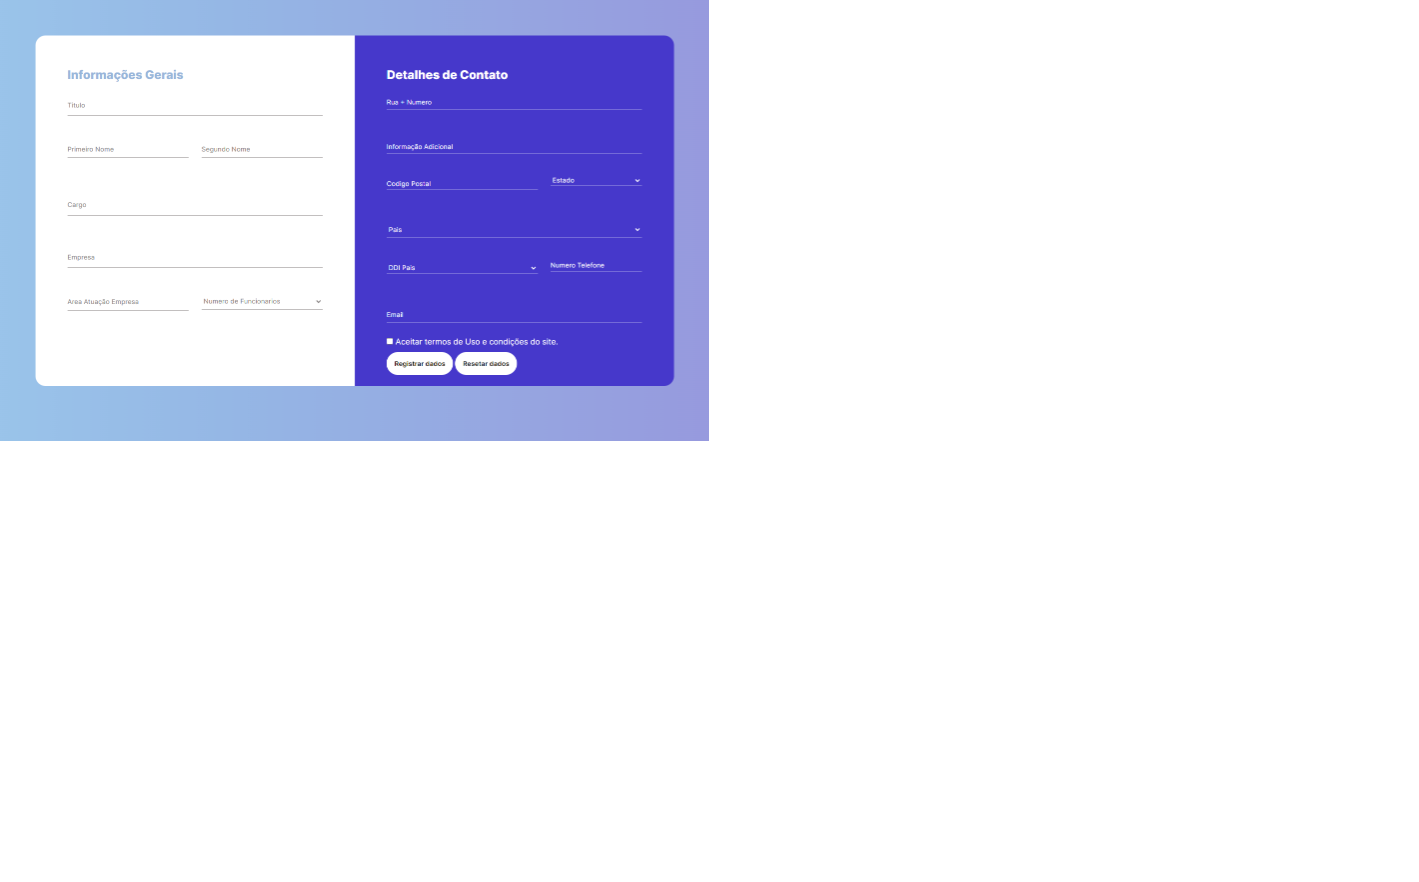 Informações Gerais
Titulo
Primeiro Nome
Segundo Nome
Cargo
Empresa
Area Atuação Empresa
Numero de Funcionarios
Detalhes de Contato
Rua + Numero
Informação Adicional
Codigo Postal
Estado
Pais
DDI Pais
Numero Telefone
Email
Aceitar termos de Uso e condições do site.
Registrar dados
Resetar dados